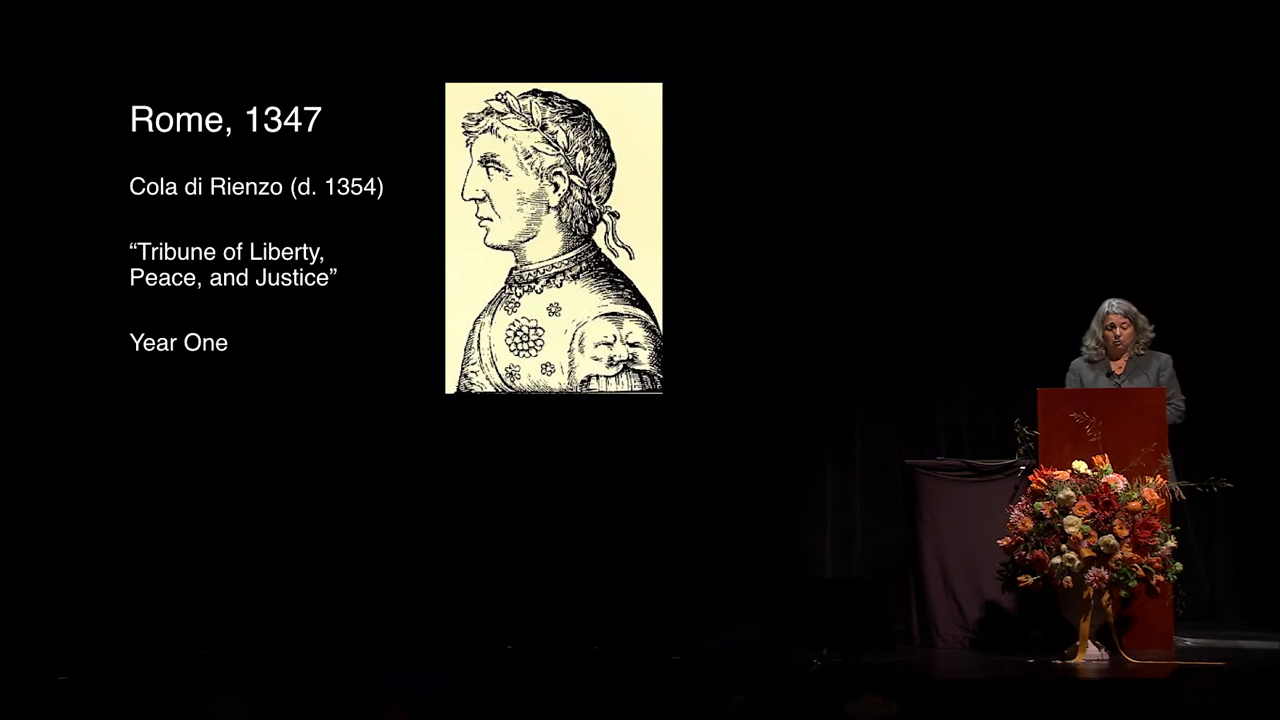 Rome, 1347
Cola di Rienzo (d. 1354)
“Tribune of Liberty,
Peace, and Justice”
Year One